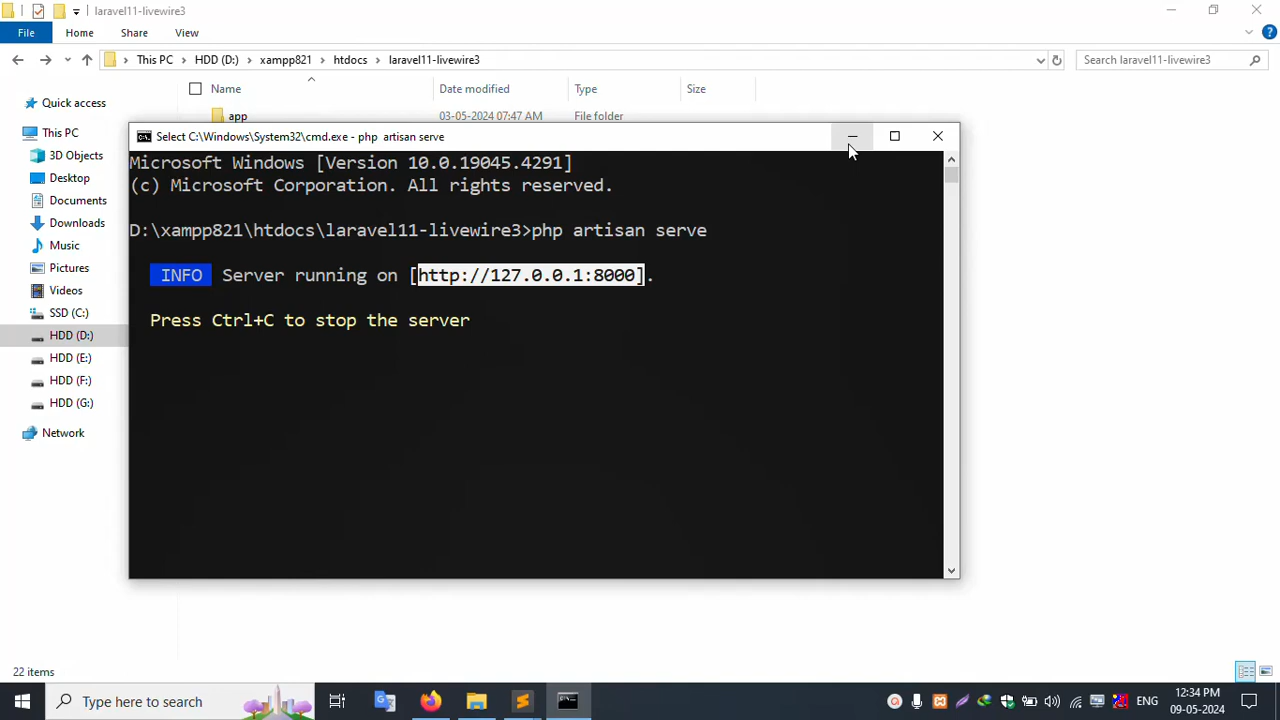 laravel11-livewire3
File Home Share View
This PC HDD (D:) xampp821 htdocs laravel11-livewire3
Search laravel11-livewire3
Name Date modified Type Size
app 03-05-2024 07:47 AM File folder
Quick access
This PC
3D Objects
Desktop
Documents
Downloads
Music
Pictures
Videos
SSD (C:)
HDD (D:)
HDD (E:)
HDD (F:)
HDD (G:)
Network
Select C:\Windows\System32\cmd.exe - php artisan serve
Microsoft Windows [Version 10.0.19045.4291]
(c) Microsoft Corporation. All rights reserved.
D:\xampp821\htdocs\laravel11-livewire3>php artisan serve
INFO Server running on [http://127.0.0.1:8000].
Press Ctrl+C to stop the server
22 items
Type here to search
ENG
12:34 PM
09-05-2024